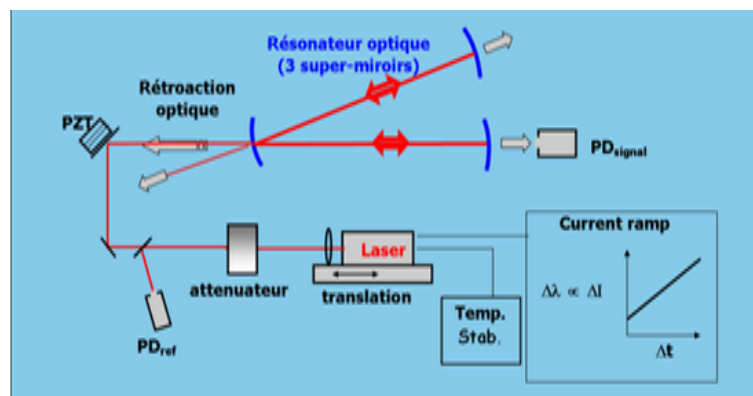 Résonateur optique
(3 super-miroirs)
Rétroaction
optique
PZT
PDsignal
Current ramp
Laser
Δλ ∝ ΔI
attenuateur
translation
Temp.
Stab.
Δt
PDref